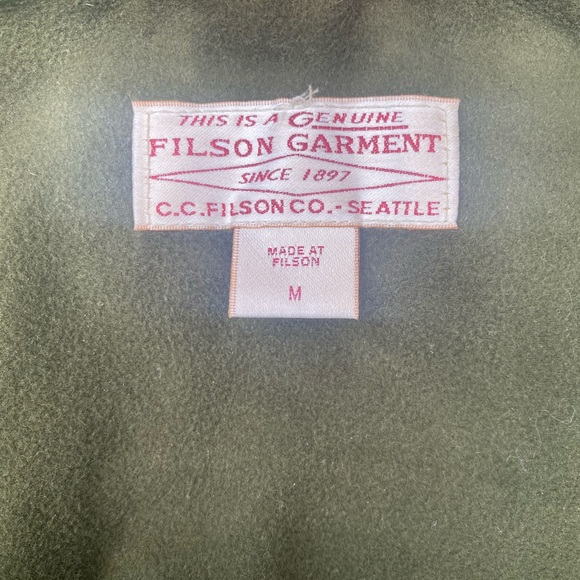 THIS IS A GENUINE
FILSON GARMENT
SINCE 1897
C.C.FILSON CO.-SEATTLE
MADE AT
FILSON
M